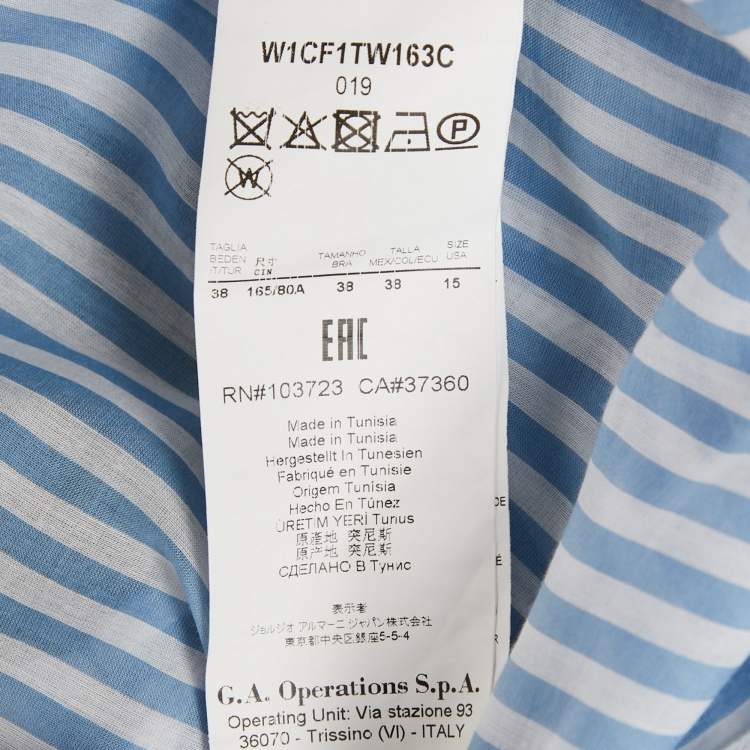 W1CF1TW163C
019
P
W
TAGLIA BEDEN IT/TUR 尺寸 CIN TAMANHO BRA TALLA MEX/COL/ECU SIZE USA
38 165/80A 38 38 15
EAC
RN#103723 CA#37360
Made in Tunisia
Made in Tunisia
Hergestellt In Tunesien
Fabriqué en Tunisie
Origem Tunísia
Hecho En Túnez
ÜRETIM YERİ Tunus
原產地 突尼斯
原产地 突尼斯
СДЕЛАНО В Тунис
表示者
ジョルジオ アルマーニ ジャパン株式会社
東京都中央区銀座5-5-4
G.A. Operations S.p.A.
Operating Unit: Via stazione 93
36070 - Trissino (VI) - ITALY